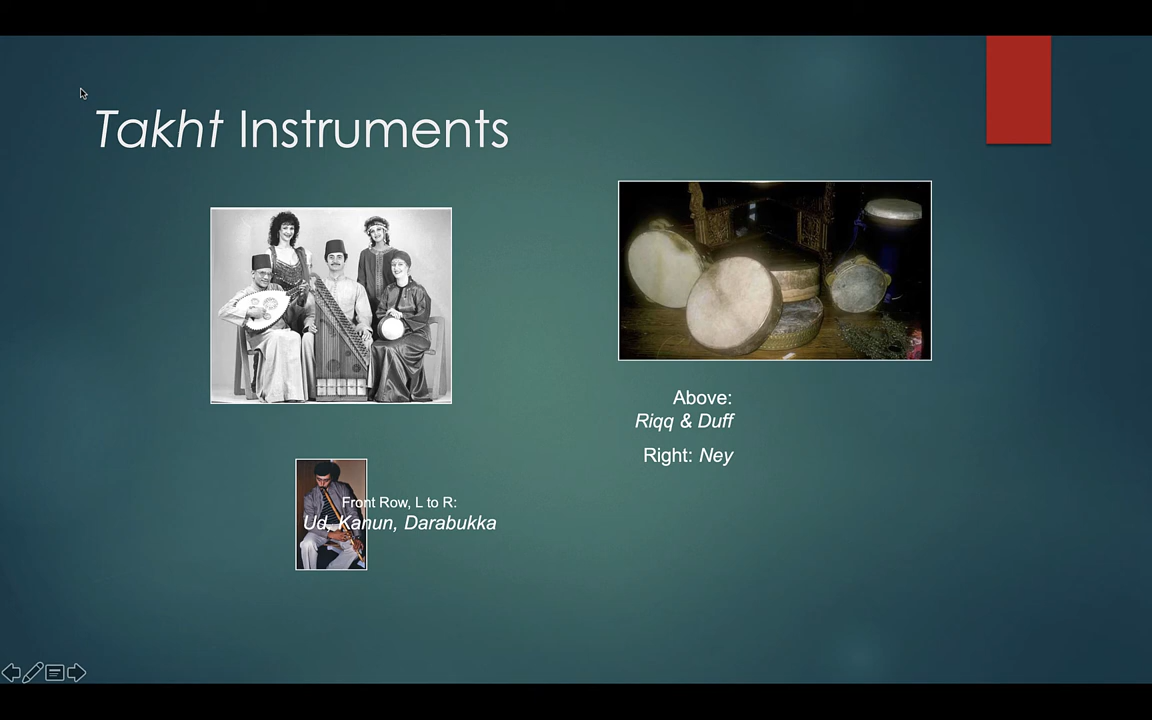 Takht Instruments
Above:
Riqq & Duff
Right: Ney
Front Row, L to R:
Ud, Kanun, Darabukka